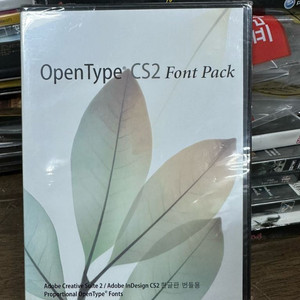 OpenType® CS2 Font Pack
Adobe Creative Suite 2 / Adobe InDesign CS2 한글판 번들용
Proportional OpenType® Fonts